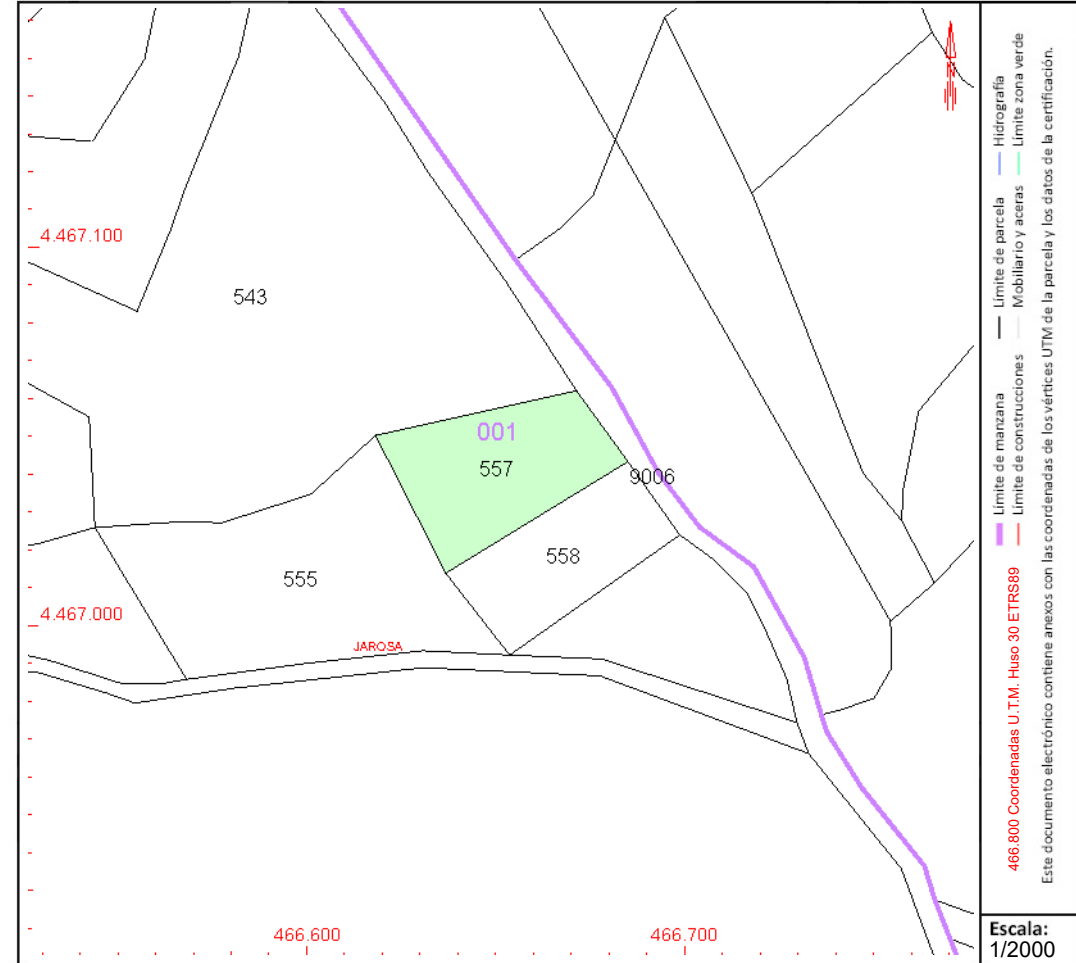 4.467.100
543
001
557
9006
558
555
4.467.000
JAROSA
466.600
466.700
N
Límite de manzana
Límite de parcela
Hidrografía
Límite de construcciones
Mobiliario y aceras
Límite zona verde
466.800 Coordenadas U.T.M. Huso 30 ETRS89
Este documento electrónico contiene anexos con las coordenadas de los vértices UTM de la parcela y los datos de la certificación.
Escala:
1/2000